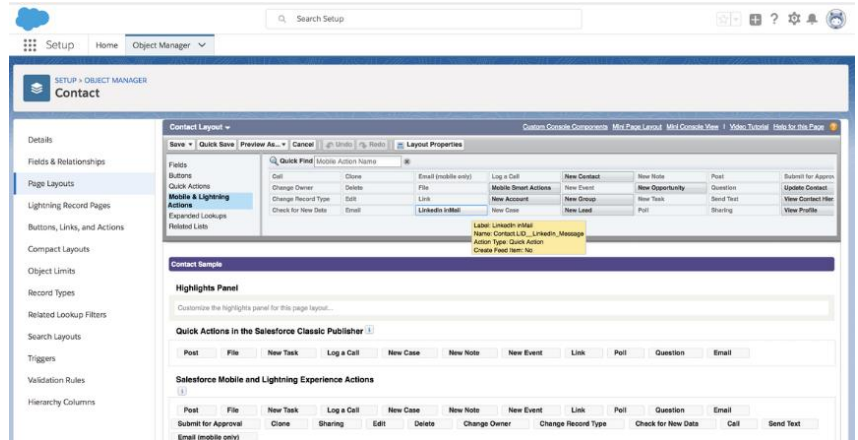 Search Setup
Setup Home Object Manager
SETUP > OBJECT MANAGER
Contact
Details
Fields & Relationships
Page Layouts
Lightning Record Pages
Buttons, Links, and Actions
Compact Layouts
Object Limits
Record Types
Related Lookup Filters
Search Layouts
Triggers
Validation Rules
Hierarchy Columns
Contact Layout Custom Console Components Mini Page Layout Mini Console View | Video Tutorial Help for this Page
Save Quick Save Preview As... Cancel Undo Redo Layout Properties
Fields
Buttons
Quick Actions
Mobile & Lightning
Actions
Expanded Lookups
Related Lists
Quick Find Mobile Action Name
Call Clone Email (mobile only) Log a Call New Contact New Note Post Submit for Approv
Change Owner Delete File Mobile Smart Actions New Event New Opportunity Question Update Contact
Change Record Type Edit Link New Account New Group New Task Send Text View Contact Hier
Check for New Data Email LinkedIn InMail New Case New Lead Poll Sharing View Profile
Label: LinkedIn InMail
Name: Contact.LID__LinkedIn_Message
Action Type: Quick Action
Create Feed Item: No
Contact Sample
Highlights Panel
Customize the highlights panel for this page layout...
Quick Actions in the Salesforce Classic Publisher i
Post File New Task Log a Call New Case New Note New Event Link Poll Question Email
Salesforce Mobile and Lightning Experience Actions
i
Post File New Task Log a Call New Case New Note New Event Link Poll Question Email
Submit for Approval Clone Sharing Edit Delete Change Owner Change Record Type Check for New Data Call Send Text
Email (mobile only)